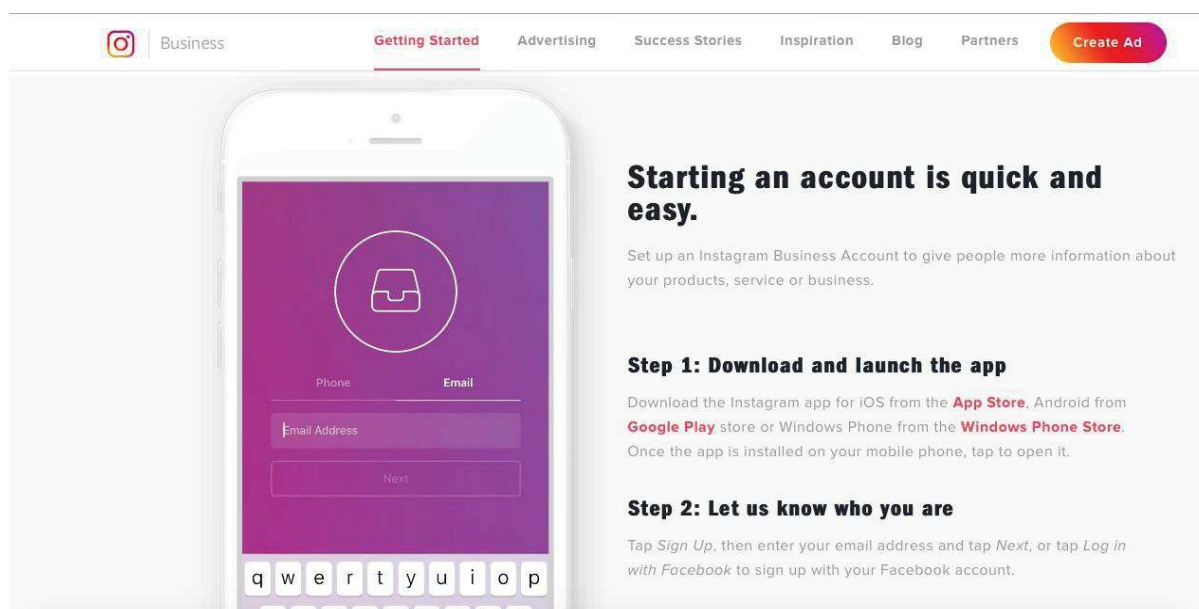 Business
Getting Started
Advertising
Success Stories
Inspiration
Blog
Partners
Create Ad
Phone
Email
Email Address
Next
q w e r t y u i o p
Starting an account is quick and
easy.
Set up an Instagram Business Account to give people more information about
your products, service or business.
Step 1: Download and launch the app
Download the Instagram app for iOS from the App Store, Android from
Google Play store or Windows Phone from the Windows Phone Store.
Once the app is installed on your mobile phone, tap to open it.
Step 2: Let us know who you are
Tap Sign Up, then enter your email address and tap Next, or tap Log in
with Facebook to sign up with your Facebook account.